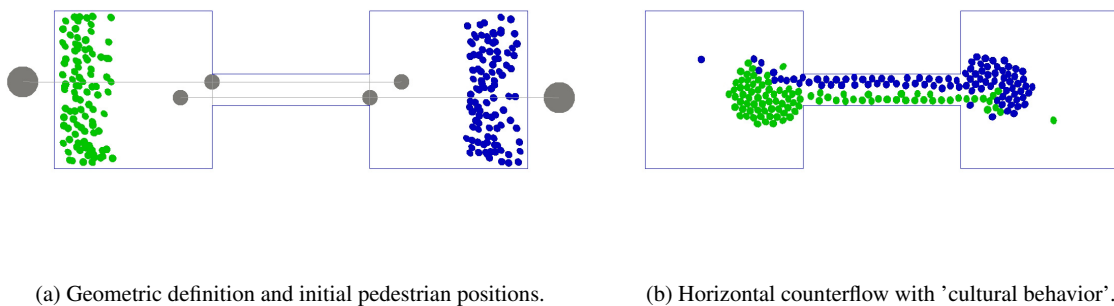 (a) Geometric definition and initial pedestrian positions.
(b) Horizontal counterflow with ’cultural behavior’.